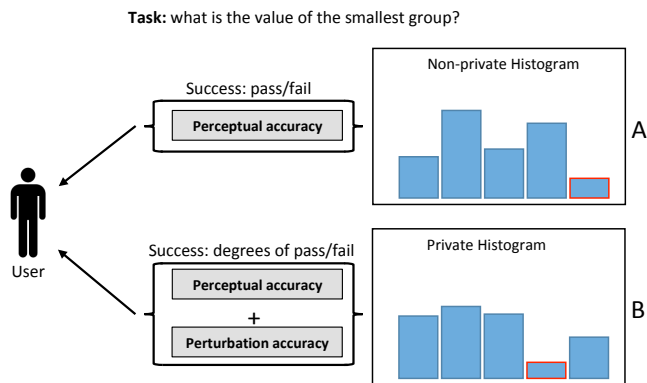 Task: what is the value of the smallest group?
Success: pass/fail
Perceptual accuracy
Non-private Histogram
A
User
Success: degrees of pass/fail
Perceptual accuracy
+
Perturbation accuracy
Private Histogram
B